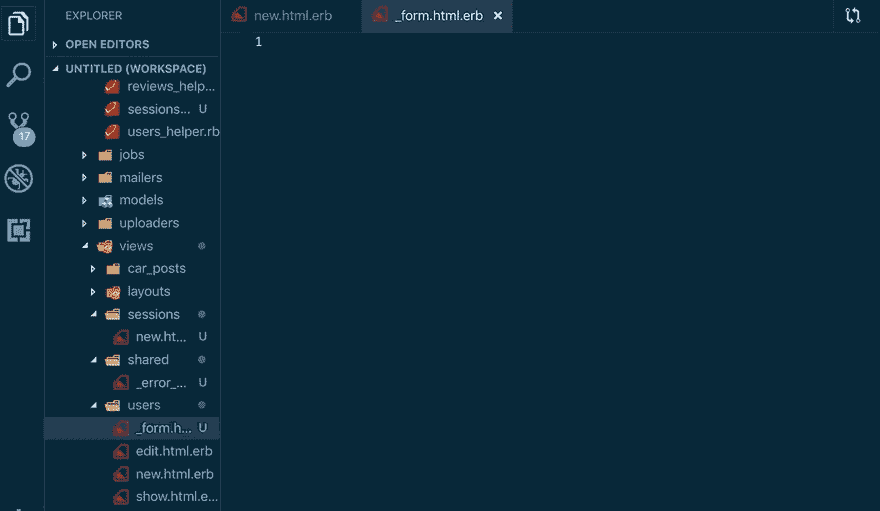 EXPLORER
new.html.erb
_form.html.erb
OPEN EDITORS
1
UNTITLED (WORKSPACE)
reviews_help...
sessions... U
users_helper.rb
17
jobs
mailers
models
uploaders
views
car_posts
layouts
sessions
new.ht... U
shared
_error_... U
users
_form.h... U
edit.html.erb
new.html.erb
show.html.e...